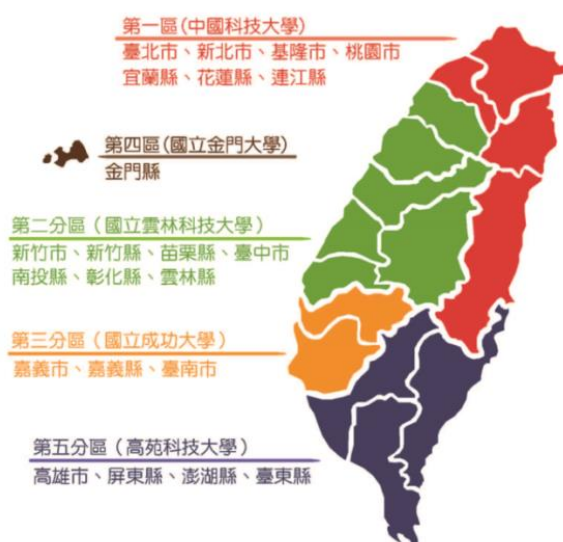 第一區(中國科技大學)
臺北市、新北市、基隆市、桃園市
宜蘭縣、花蓮縣、連江縣
第四區(國立金門大學)
金門縣
第二分區(國立雲林科技大學)
新竹市、新竹縣、苗栗縣、臺中市
南投縣、彰化縣、雲林縣
第三分區(國立成功大學)
嘉義市、嘉義縣、臺南市
第五分區(高苑科技大學)
高雄市、屏東縣、澎湖縣、臺東縣